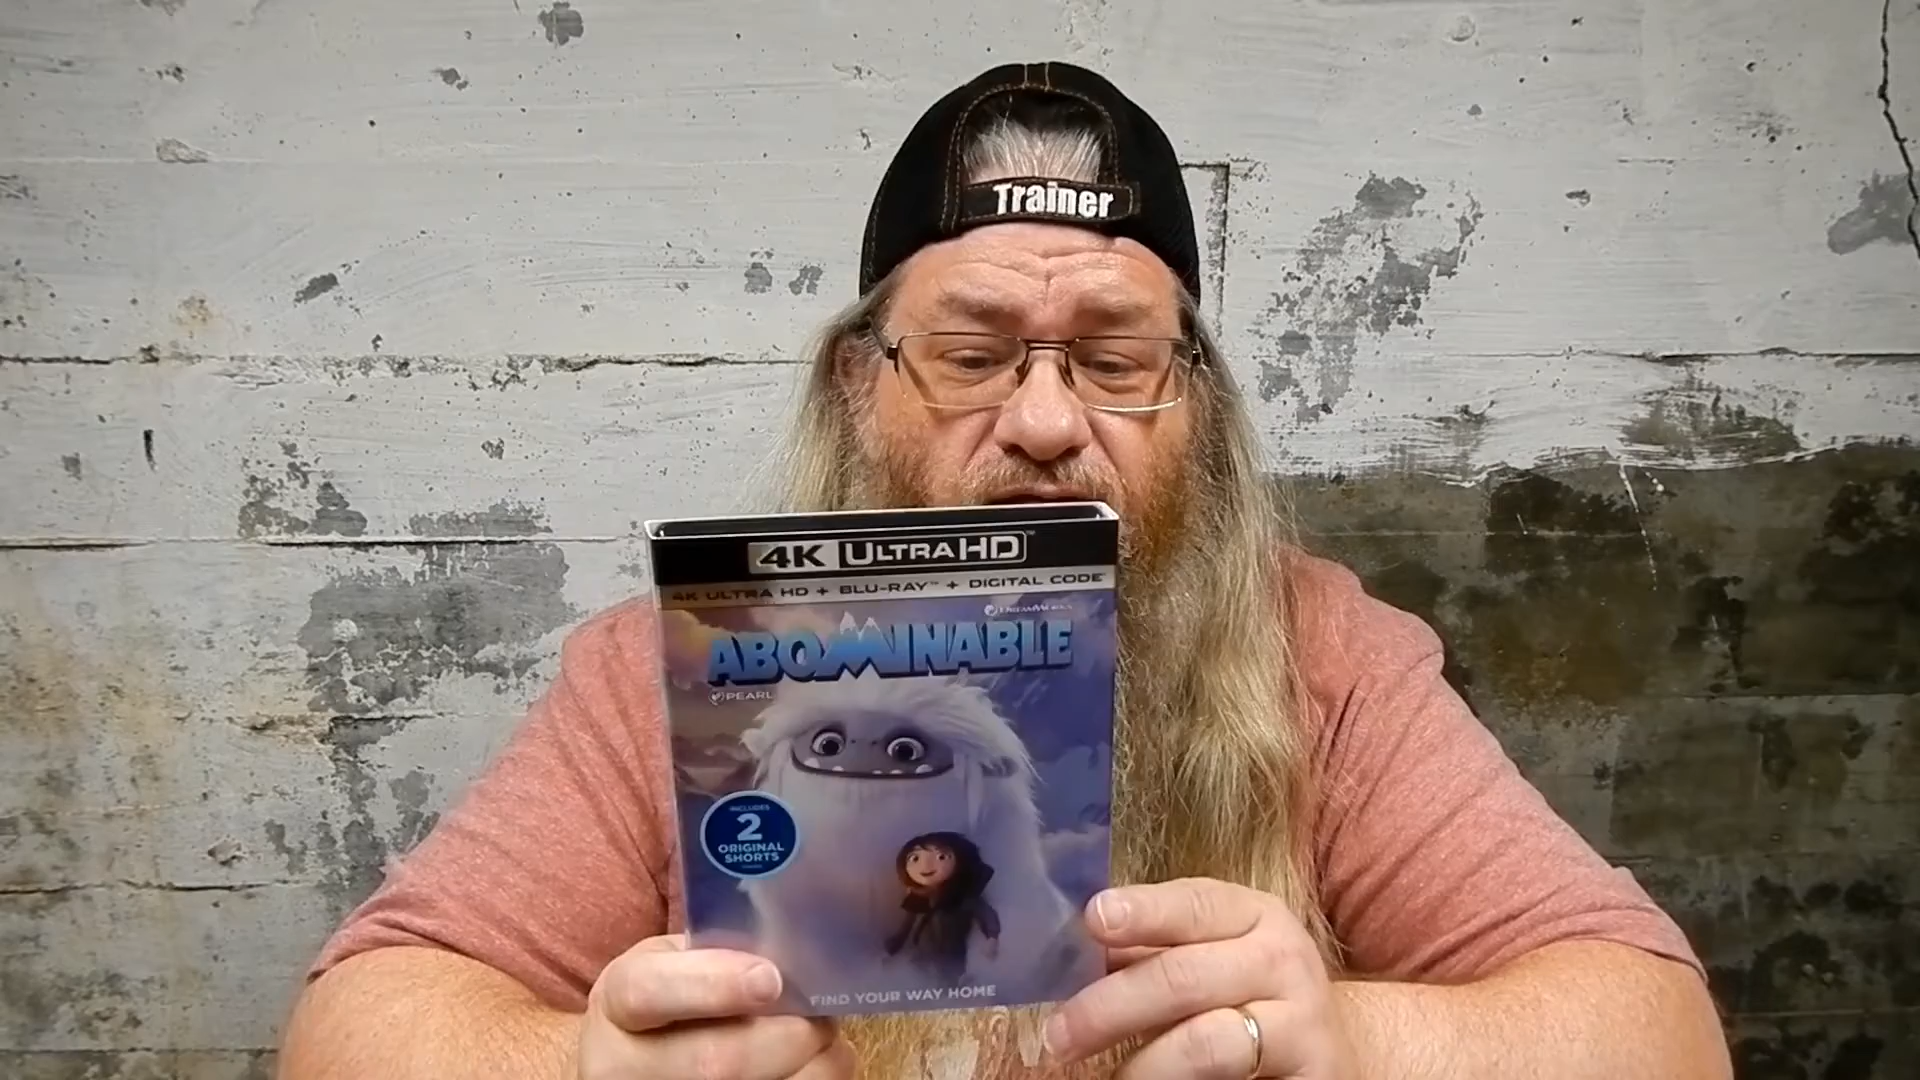 Trainer
4K ULTRA HD
4K ULTRA HD + BLU-RAY™ + DIGITAL CODE
DREAMWORKS
ABOMINABLE
PEARL
INCLUDES
2
ORIGINAL
SHORTS
FIND YOUR WAY HOME